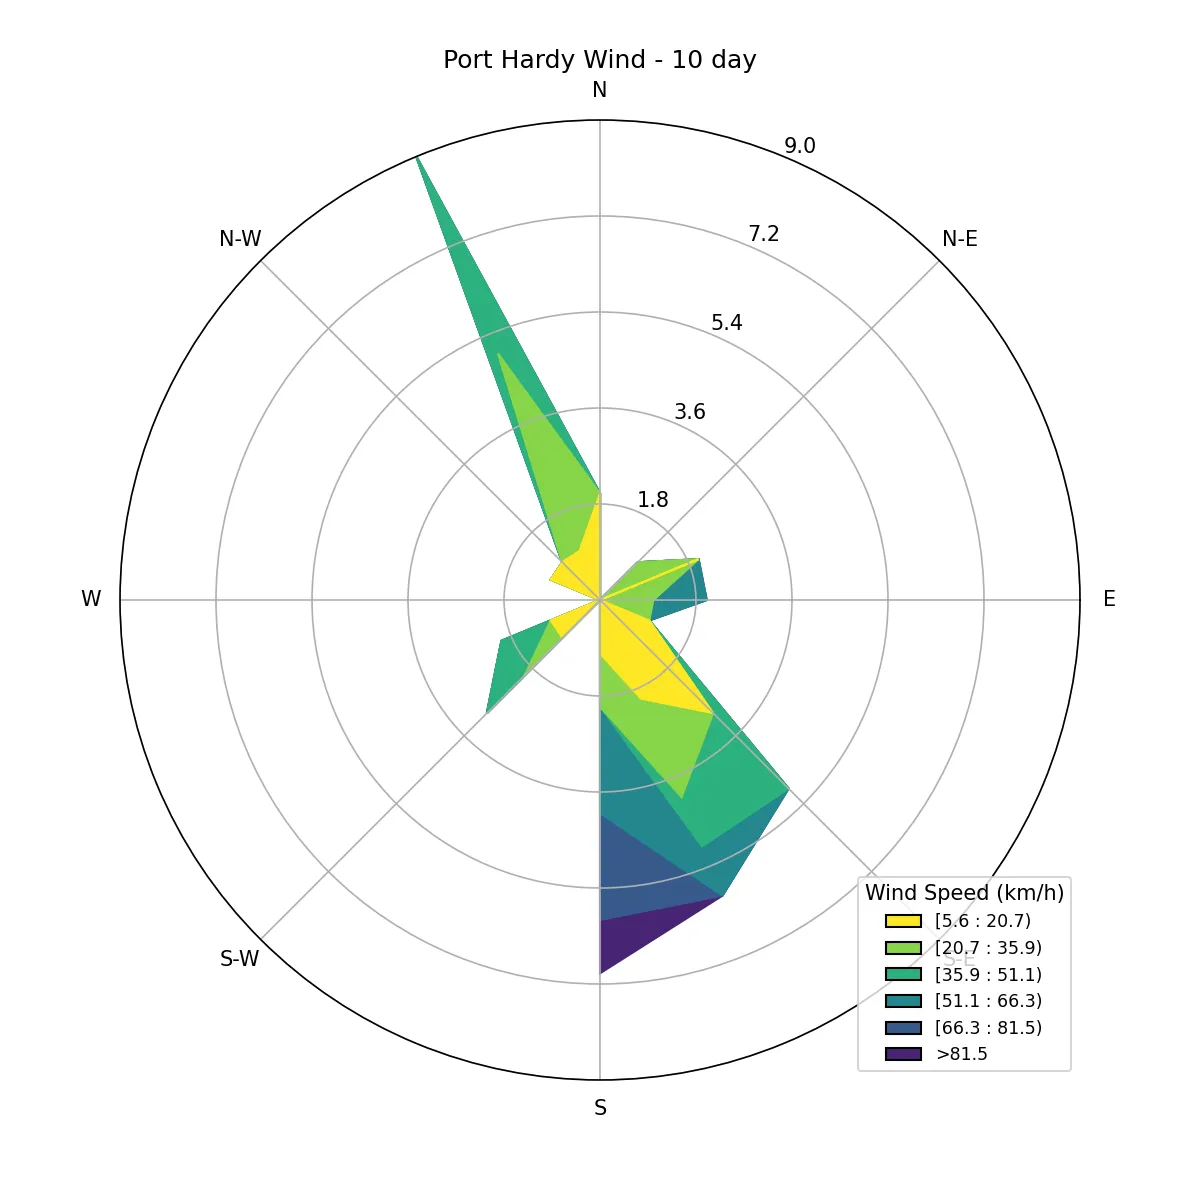 Port Hardy Wind - 10 day
N
9.0
N-W
N-E
7.2
5.4
3.6
1.8
W
E
S-W
S-E
S
Wind Speed (km/h)
[5.6 : 20.7)
[20.7 : 35.9)
[35.9 : 51.1)
[51.1 : 66.3)
[66.3 : 81.5)
>81.5